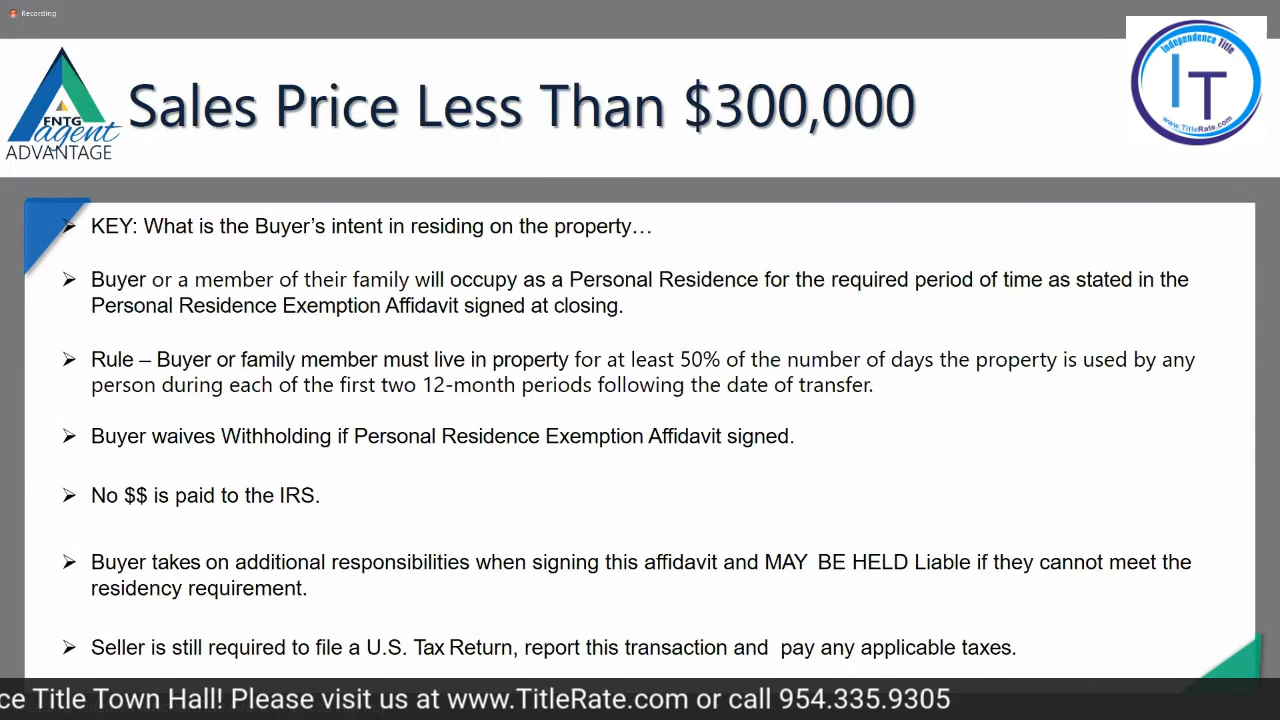 Recording
Sales Price Less Than $300,000
FNTG
agent
ADVANTAGE
Independence Title
IT
www.TitleRate.com
➢ KEY: What is the Buyer’s intent in residing on the property…
➢ Buyer or a member of their family will occupy as a Personal Residence for the required period of time as stated in the
Personal Residence Exemption Affidavit signed at closing.
➢ Rule – Buyer or family member must live in property for at least 50% of the number of days the property is used by any
person during each of the first two 12-month periods following the date of transfer.
➢ Buyer waives Withholding if Personal Residence Exemption Affidavit signed.
➢ No $$ is paid to the IRS.
➢ Buyer takes on additional responsibilities when signing this affidavit and MAY BE HELD Liable if they cannot meet the
residency requirement.
➢ Seller is still required to file a U.S. Tax Return, report this transaction and pay any applicable taxes.
ce Title Town Hall! Please visit us at www.TitleRate.com or call 954.335.9305